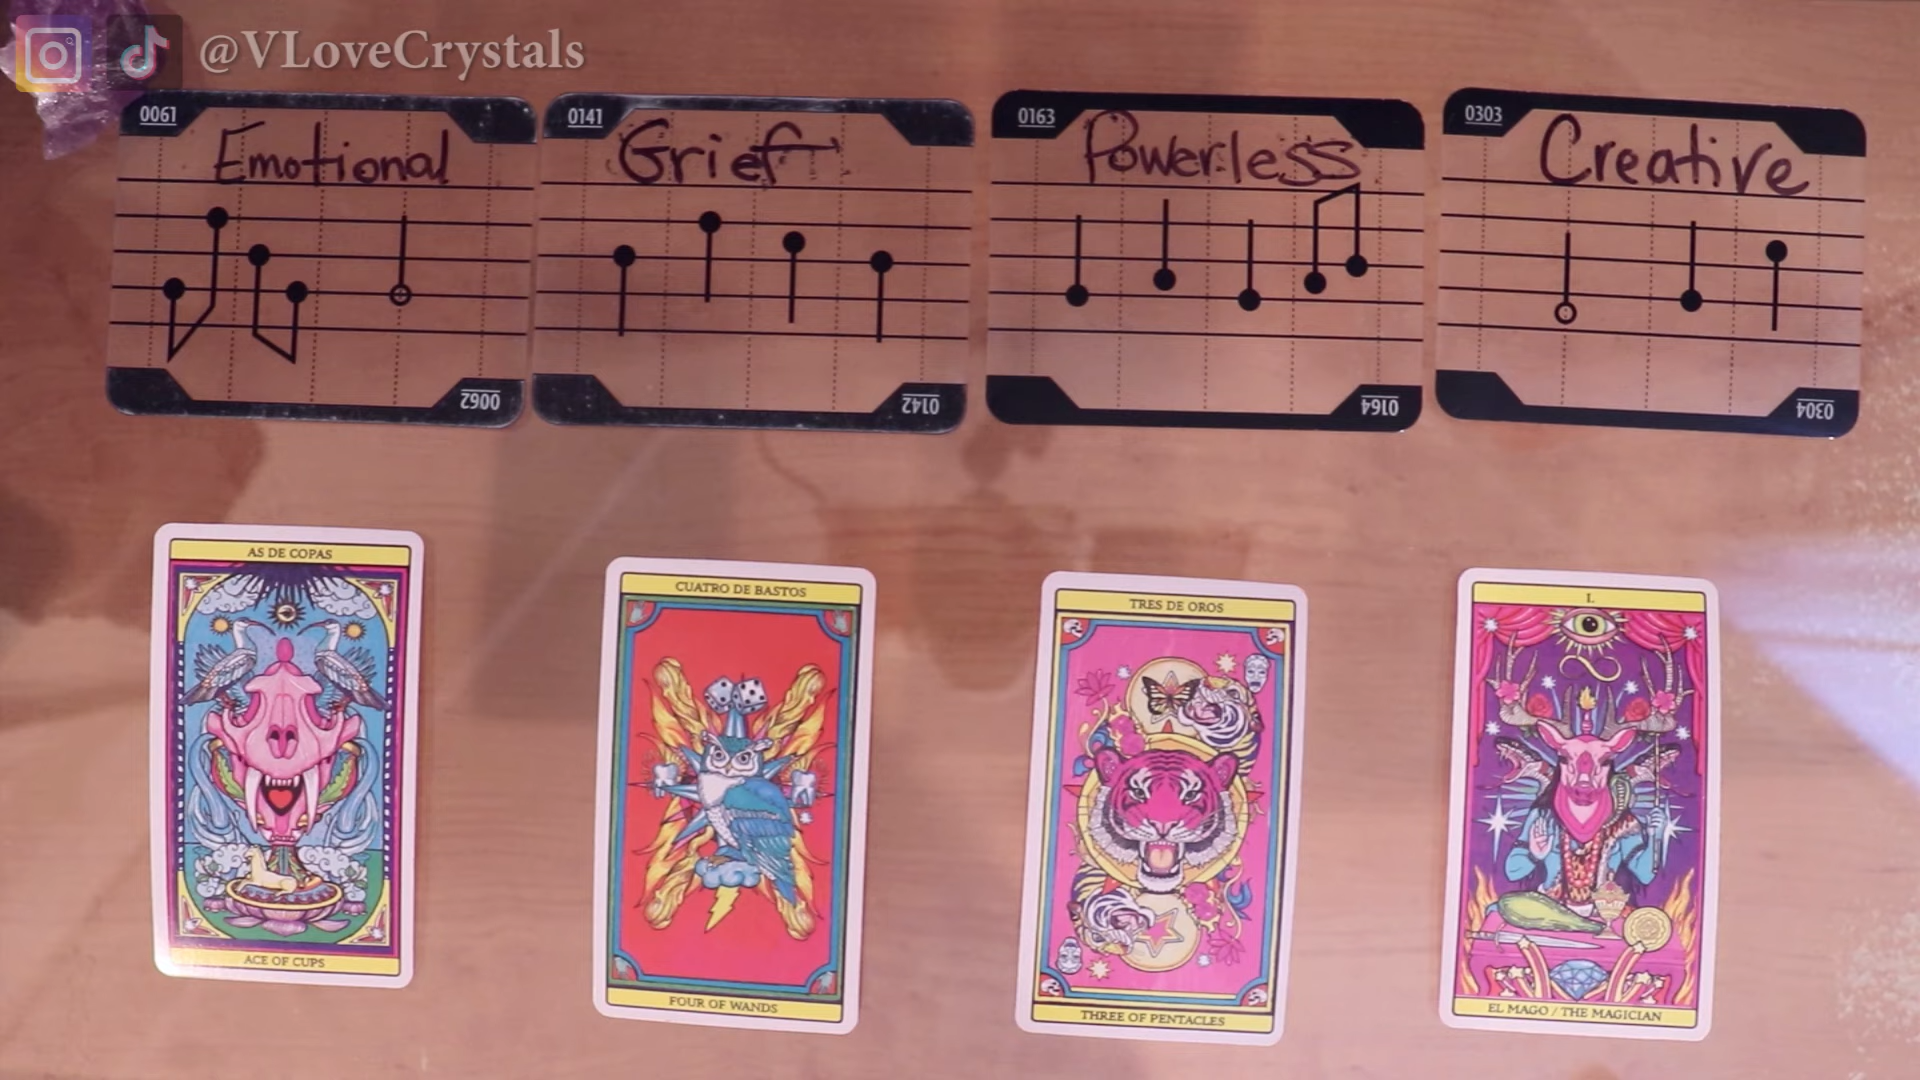 @VLoveCrystals
0061
Emotional
0062
0141
Grief
0142
0163
Powerless
0164
0303
Creative
0304
AS DE COPAS
ACE OF CUPS
CUATRO DE BASTOS
FOUR OF WANDS
TRES DE OROS
THREE OF PENTACLES
I.
EL MAGO / THE MAGICIAN